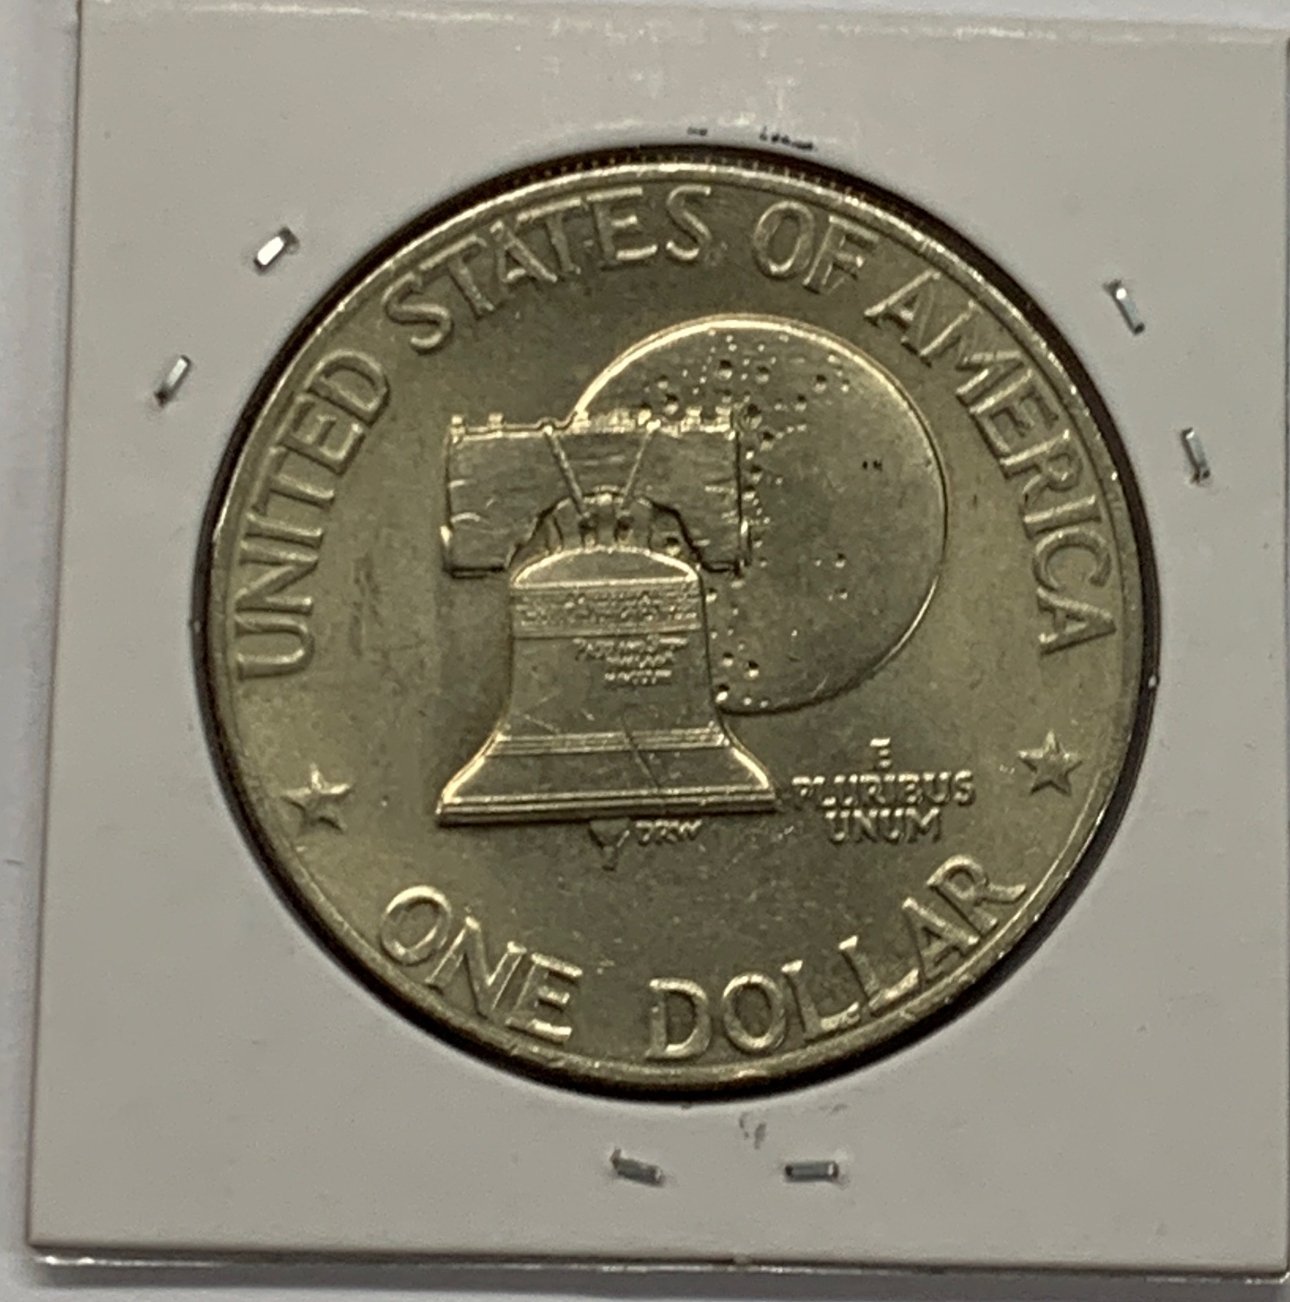 UNITED STATES OF AMERICA
E
PLURIBUS
UNUM
DRW
ONE DOLLAR